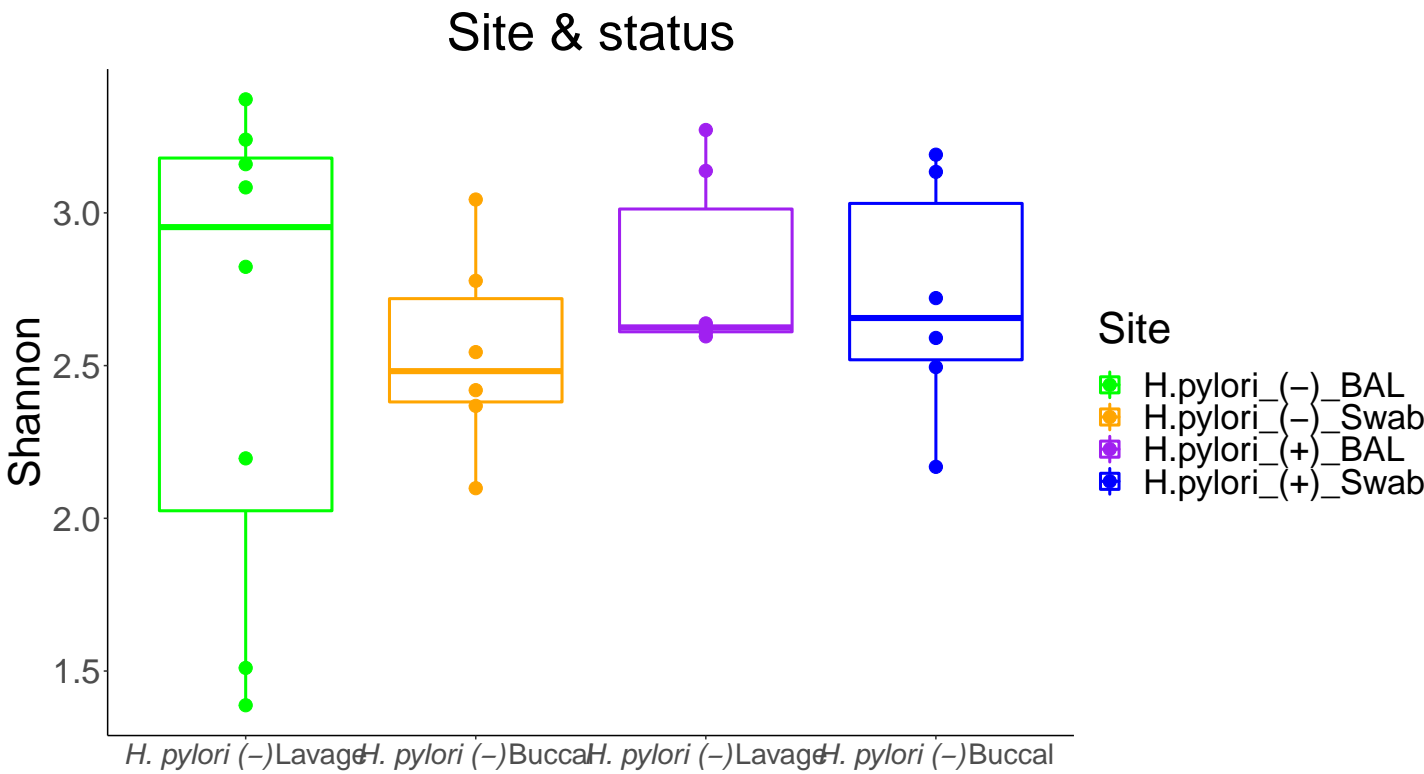 Site & status
Shannon
3.0
2.5
2.0
1.5
H. pylori (−)Lavage
H. pylori (−)Buccal
H. pylori (−)Lavage
H. pylori (−)Buccal
Site
H.pylori_(−)_BAL
H.pylori_(−)_Swab
H.pylori_(+)_BAL
H.pylori_(+)_Swab